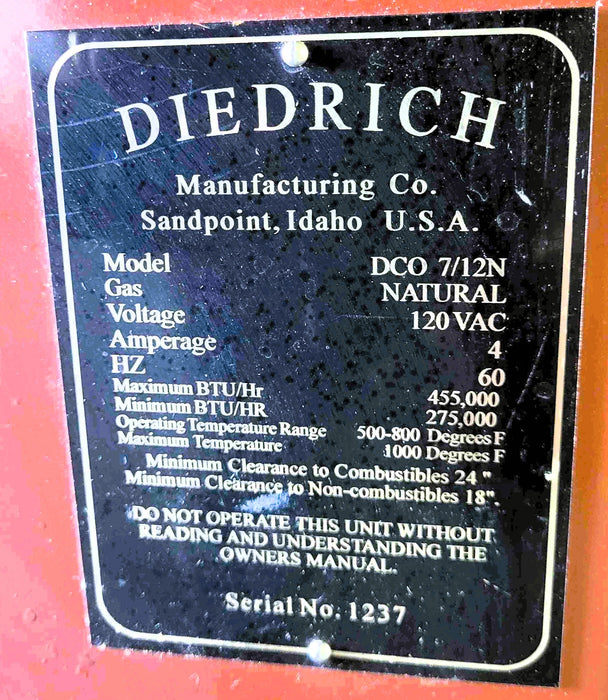 DIEDRICH
Manufacturing Co.
Sandpoint, Idaho U.S.A.
Model DCO 7/12N
Gas NATURAL
Voltage 120 VAC
Amperage 4
HZ 60
Maximum BTU/Hr 455,000
Minimum BTU/HR 275,000
Operating Temperature Range 500-800 Degrees F
Maximum Temperature 1000 Degrees F
Minimum Clearance to Combustibles 24 "
Minimum Clearance to Non-combustibles 18".
DO NOT OPERATE THIS UNIT WITHOUT
READING AND UNDERSTANDING THE
OWNERS MANUAL.
Serial No. 1237